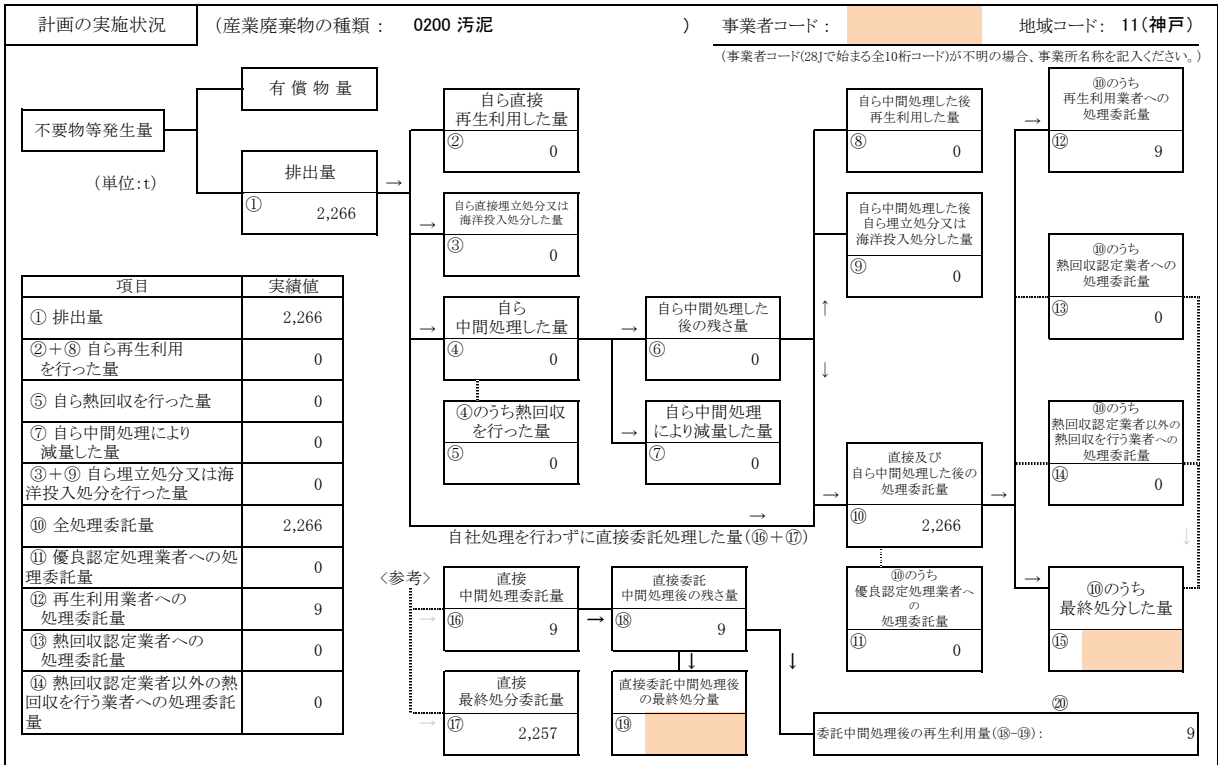 計画の実施状況
(産業廃棄物の種類： 0200 汚泥 )
事業者コード：
地域コード： 11(神戸)
(事業者コード(28Jで始まる全10桁コード)が不明の場合、事業所名称を記入ください。)
不要物等発生量
(単位:t)
有償物量
排出量
→
① 2,266
自ら直接
再生利用した量
② 0
→
自ら直接埋立処分又は
海洋投入処分した量
③ 0
→
自ら
中間処理した量
④ 0
④のうち熱回収
を行った量
⑤ 0
→
自ら中間処理した
後の残さ量
⑥ 0
→
自ら中間処理
により減量した量
⑦ 0
自ら中間処理した後
再生利用した量
⑧ 0
自ら中間処理した後
自ら埋立処分又は
海洋投入処分した量
⑨ 0
↑
↓
→
直接及び
自ら中間処理した後の
処理委託量
⑩ 2,266
→
⑩のうち
優良認定処理業者へ
の
処理委託量
⑪ 0
→
⑩のうち
再生利用業者への
処理委託量
⑫ 9
⑩のうち
熱回収認定業者への
処理委託量
⑬ 0
⑩のうち
熱回収認定業者以外の
熱回収を行う業者への
処理委託量
⑭ 0
↓
→
⑩のうち
最終処分した量
⑮
項目 実績値
① 排出量 2,266
②＋⑧ 自ら再生利用
を行った量 0
⑤ 自ら熱回収を行った量 0
⑦ 自ら中間処理により
減量した量 0
③＋⑨ 自ら埋立処分又は海
洋投入処分を行った量 0
⑩ 全処理委託量 2,266
⑪ 優良認定処理業者への処
理委託量 0
⑫ 再生利用業者への
処理委託量 9
⑬ 熱回収認定業者への
処理委託量 0
⑭ 熱回収認定業者以外の熱
回収を行う業者への処理委託
量 0
→
自社処理を行わずに直接委託処理した量(⑯＋⑰)
〈参考〉
→
直接
中間処理委託量
⑯ 9
→
直接委託
中間処理後の残さ量
⑱ 9
↓
↓
→
直接
最終処分委託量
⑰ 2,257
直接委託中間処理後
の最終処分量
⑲
⑳
委託中間処理後の再生利用量(⑱-⑲)： 9